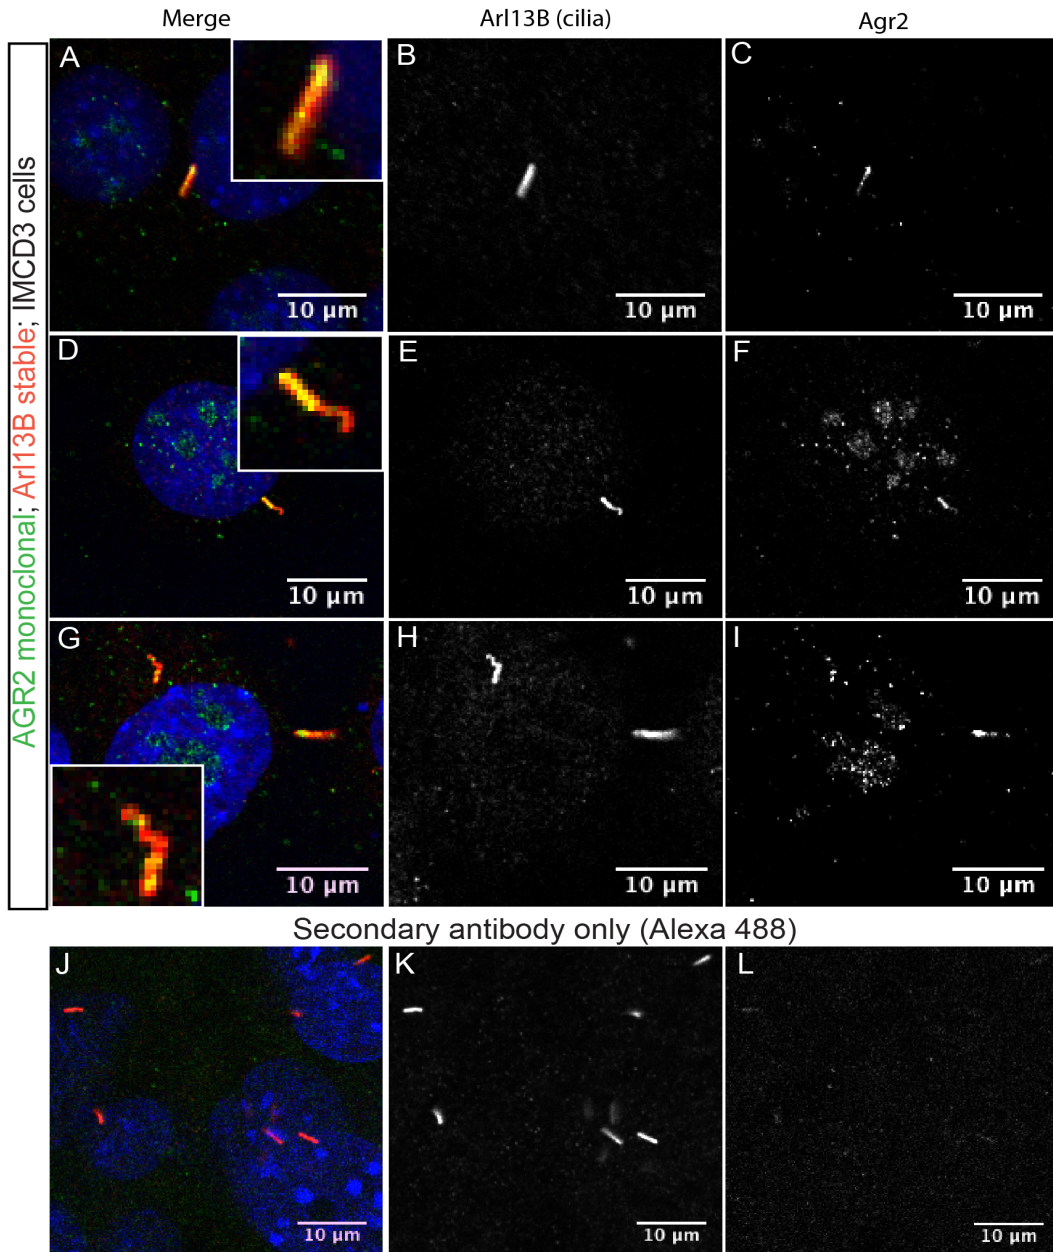 Merge
Arl13B (cilia)
Agr2
AGR2 monoclonal; Arl13B stable; IMCD3 cells
A
B
C
10 µm
10 µm
10 µm
D
E
F
10 µm
10 µm
10 µm
G
H
I
10 µm
10 µm
10 µm
Secondary antibody only (Alexa 488)
J
K
L
10 µm
10 µm
10 µm